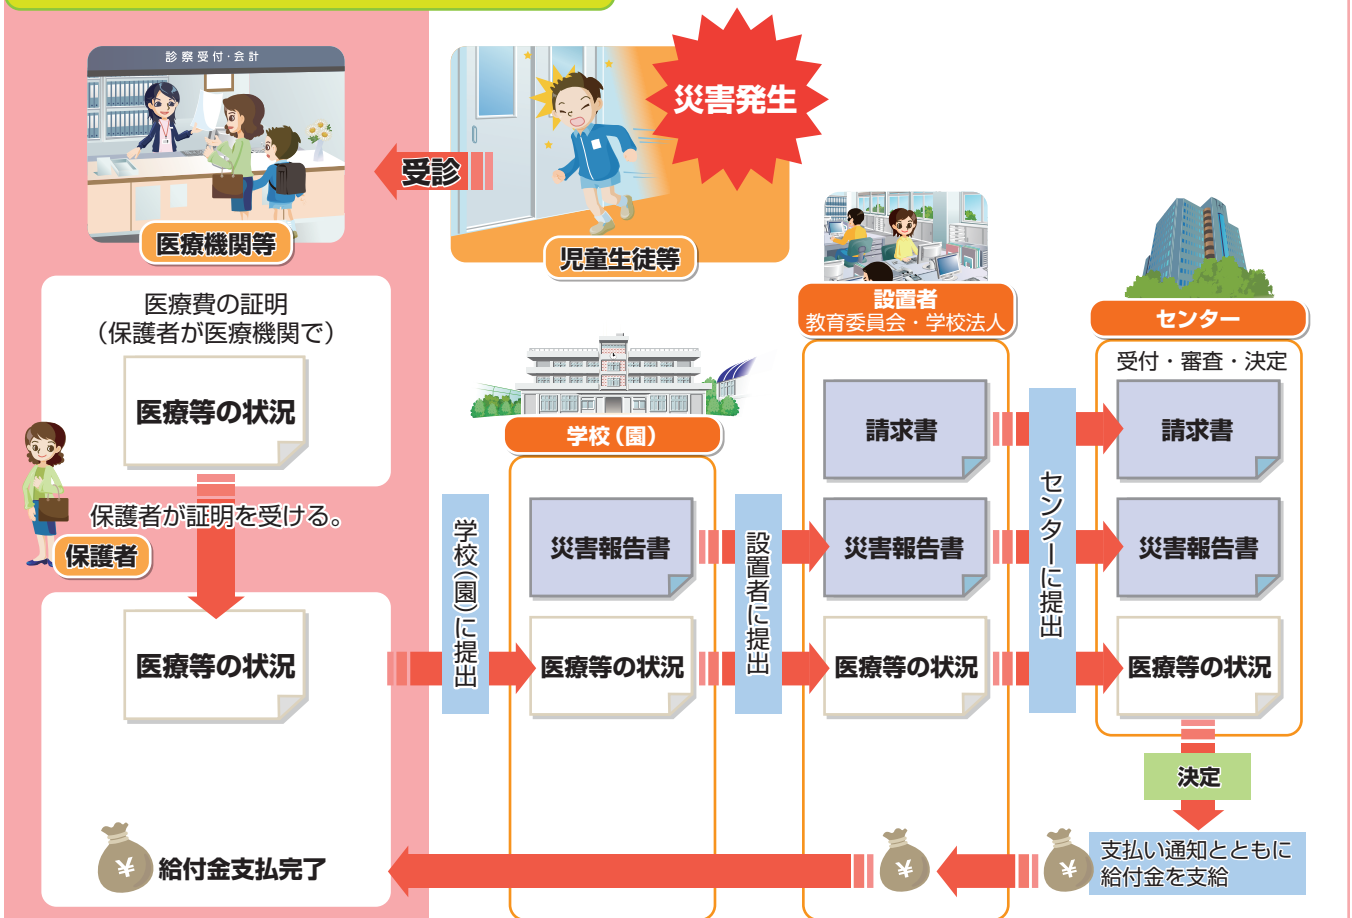 診察受付・会計
災害発生
受診
医療機関等
児童生徒等
医療費の証明
（保護者が医療機関で）
医療等の状況
保護者が証明を受ける。
保護者
医療等の状況
学校（園）に提出
学校（園）
災害報告書
医療等の状況
設置者に提出
設置者
教育委員会・学校法人
請求書
災害報告書
医療等の状況
センターに提出
センター
受付・審査・決定
請求書
災害報告書
医療等の状況
決定
支払い通知とともに
給付金を支給
¥
¥
¥
給付金支払完了